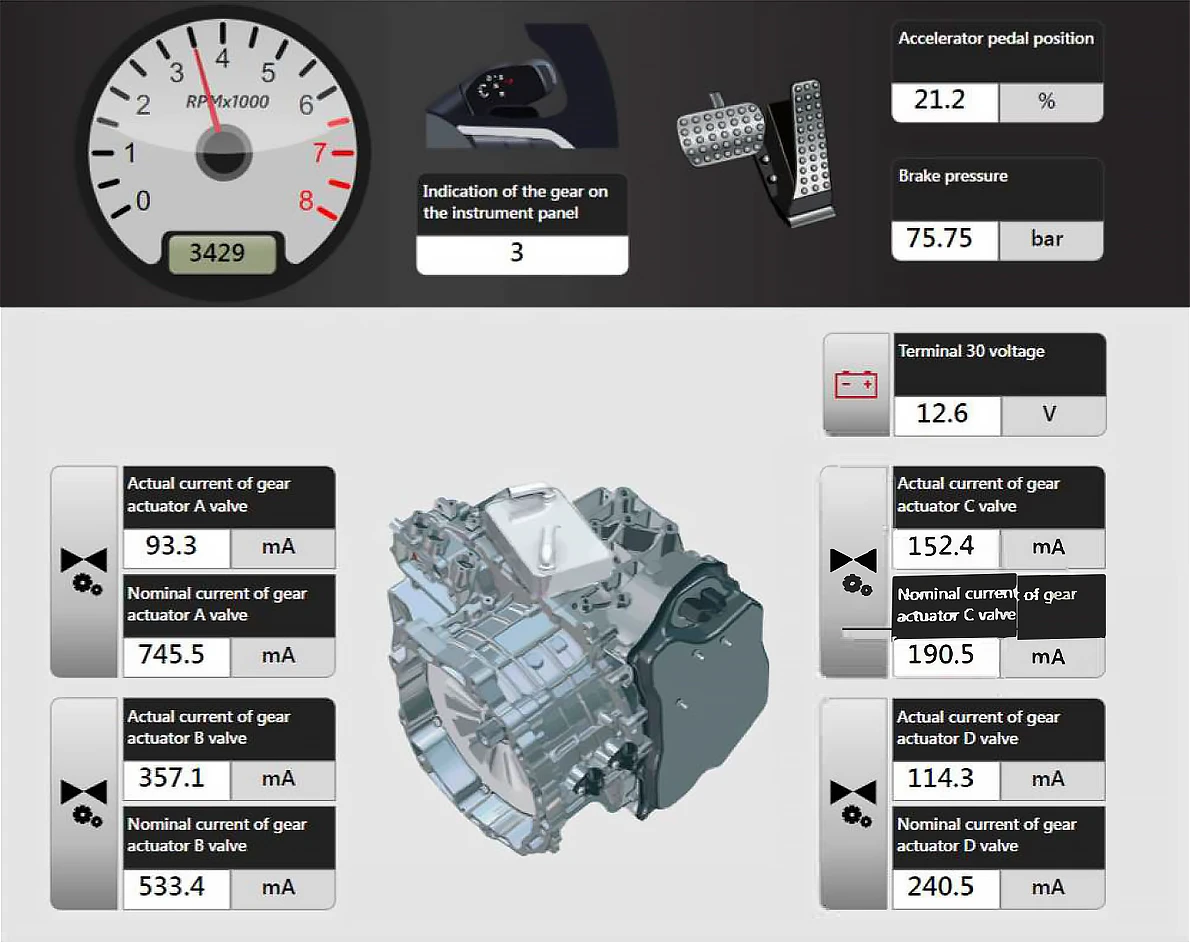 0
1
2
3
4
5
6
7
8
RPMx1000
3429
Indication of the gear on
the instrument panel
3
Accelerator pedal position
21.2 %
Brake pressure
75.75 bar
Terminal 30 voltage
12.6 V
Actual current of gear
actuator A valve
93.3 mA
Nominal current of gear
actuator A valve
745.5 mA
Actual current of gear
actuator B valve
357.1 mA
Nominal current of gear
actuator B valve
533.4 mA
Actual current of gear
actuator C valve
152.4 mA
Nominal current of gear
actuator C valve
190.5 mA
Actual current of gear
actuator D valve
114.3 mA
Nominal current of gear
actuator D valve
240.5 mA